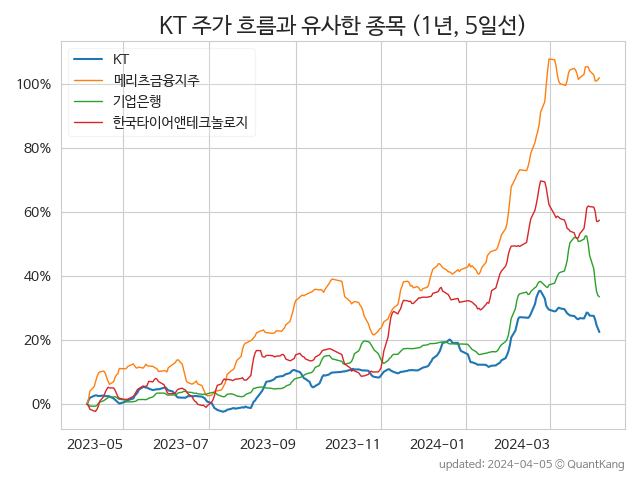 KT 주가 흐름과 유사한 종목 (1년, 5일선)
KT
메리츠금융지주
기업은행
한국타이어앤테크놀로지
100%
80%
60%
40%
20%
0%
2023-05 2023-07 2023-09 2023-11 2024-01 2024-03
updated: 2024-04-05 © QuantKang